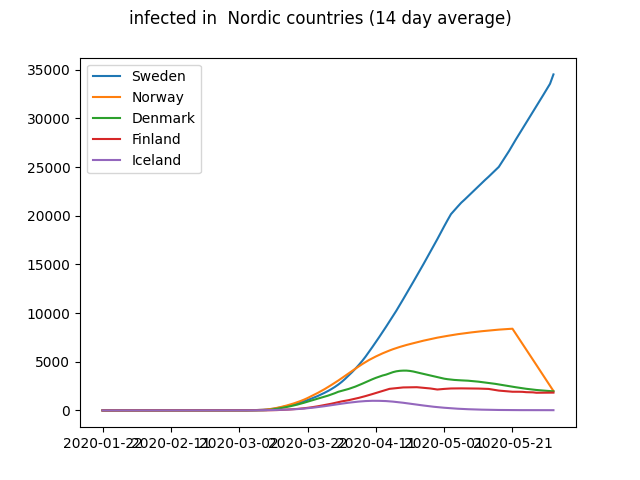 infected in  Nordic countries (14 day average)
35000
30000
25000
20000
15000
10000
5000
0
Sweden
Norway
Denmark
Finland
Iceland
2020-01-22 2020-02-11 2020-03-02 2020-03-22 2020-04-11 2020-05-01 2020-05-21